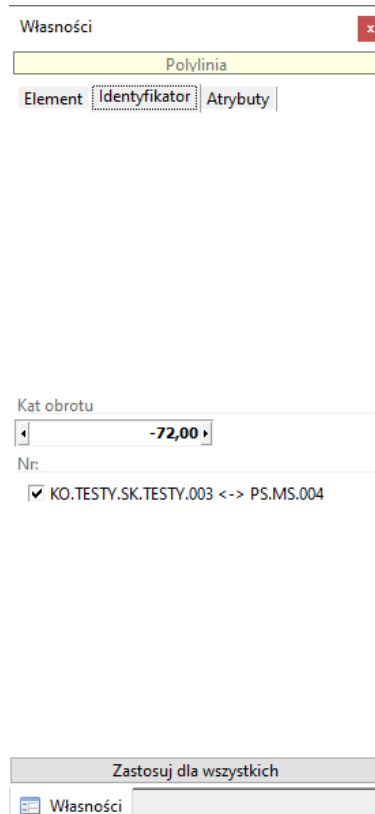 Własności
x
Polylinia
Element Identyfikator Atrybuty
Kat obrotu
-72,00
Nr:
KO.TESTY.SK.TESTY.003 <-> PS.MS.004
Zastosuj dla wszystkich
Własności